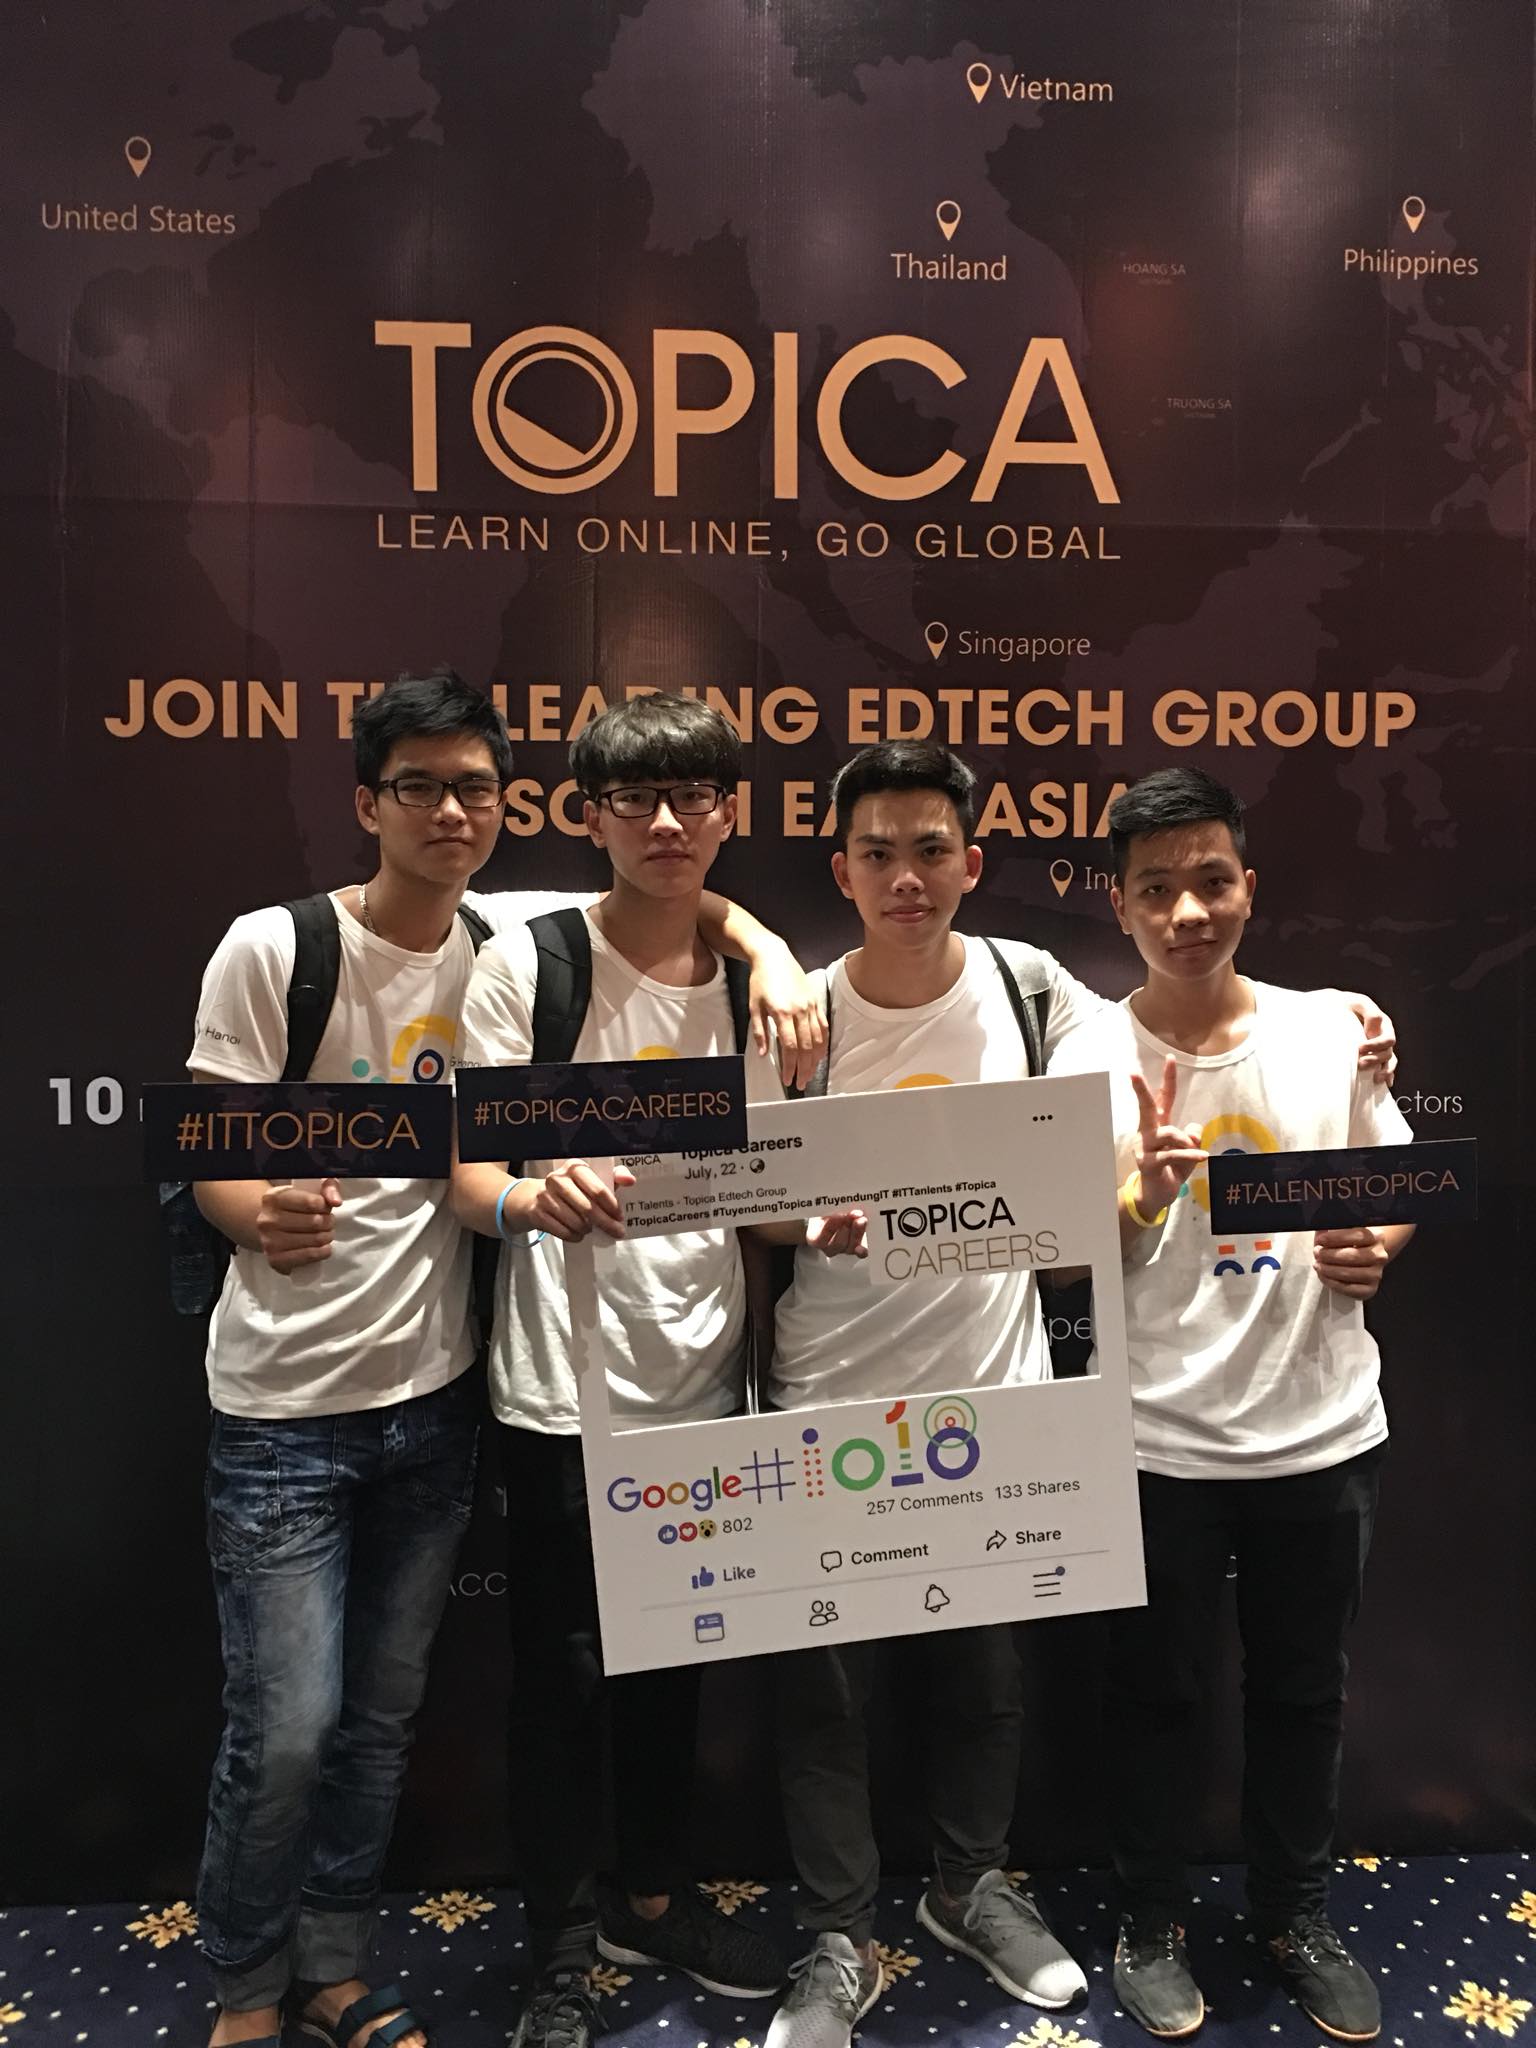 Vietnam
United States
Thailand
Philippines
HOANG SA
TRUONG SA
TOPICA
LEARN ONLINE, GO GLOBAL
Singapore
JOIN LEADING EDTECH GROUP
ASIA
Hanoi
10
ctors
#ITTOPICA
#TOPICACAREERS
#TALENTSTOPICA
TOPICA
Topica Careers
July, 22 ·
IT Talents - Topica Edtech Group
#TopicaCareers #TuyendungTopica #TuyendungIT #ITTanlents #Topica
TOPICA
CAREERS
Google #io18
802
257 Comments 133 Shares
Like
Comment
Share